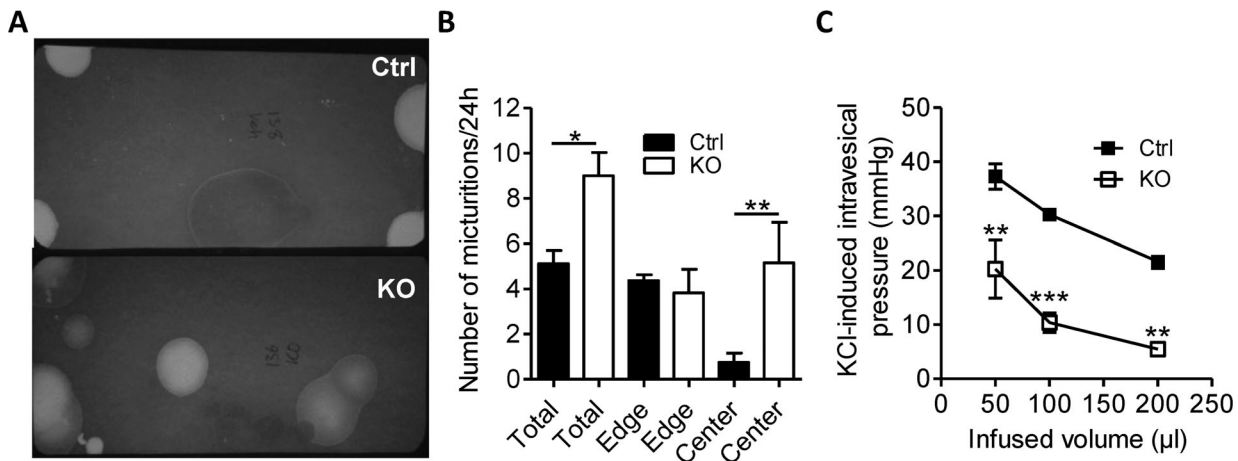 A
Ctrl
KO
B
Number of micturitions/24h
12
10
8
6
4
2
0
*
**
Ctrl
KO
Total
Total
Edge
Edge
Center
Center
C
KCl-induced intravesical
pressure (mmHg)
50
40
30
20
10
0
Ctrl
KO
**
***
**
0
50
100
150
200
250
Infused volume (µl)